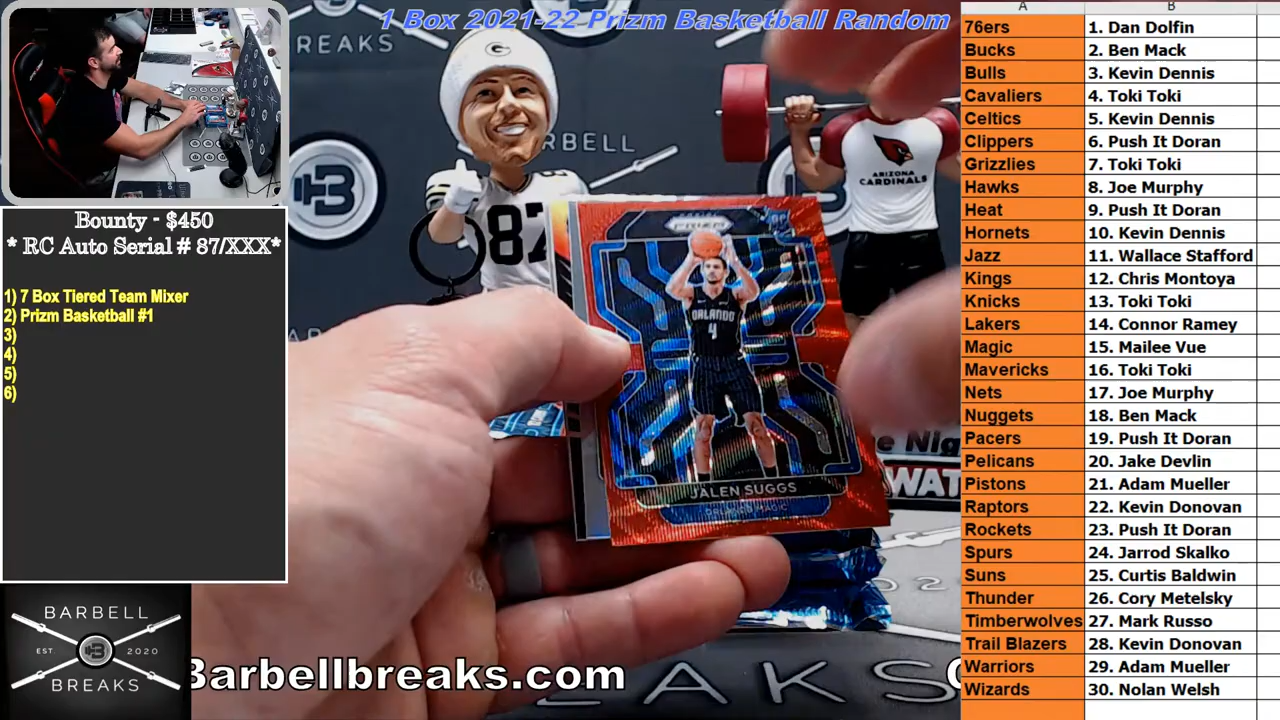 1 Box 2021-22 Prizm Basketball Random
BREAKS
BELL
87
ARIZONA
CARDINALS
Bounty - $450
* RC Auto Serial # 87/XXX*
1) 7 Box Tiered Team Mixer
2) Prizm Basketball #1
3)
4)
5)
6)
PRIZM
RC
ORLANDO
4
JALEN SUGGS
ORLANDO MAGIC
WAT
BARBELL
EST. 2020
BREAKS
Barbellbreaks.com
EAKS
A B
76ers 1. Dan Dolfin
Bucks 2. Ben Mack
Bulls 3. Kevin Dennis
Cavaliers 4. Toki Toki
Celtics 5. Kevin Dennis
Clippers 6. Push It Doran
Grizzlies 7. Toki Toki
Hawks 8. Joe Murphy
Heat 9. Push It Doran
Hornets 10. Kevin Dennis
Jazz 11. Wallace Stafford
Kings 12. Chris Montoya
Knicks 13. Toki Toki
Lakers 14. Connor Ramey
Magic 15. Mailee Vue
Mavericks 16. Toki Toki
Nets 17. Joe Murphy
Nuggets 18. Ben Mack
Pacers 19. Push It Doran
Pelicans 20. Jake Devlin
Pistons 21. Adam Mueller
Raptors 22. Kevin Donovan
Rockets 23. Push It Doran
Spurs 24. Jarrod Skalko
Suns 25. Curtis Baldwin
Thunder 26. Cory Metelsky
Timberwolves 27. Mark Russo
Trail Blazers 28. Kevin Donovan
Warriors 29. Adam Mueller
Wizards 30. Nolan Welsh